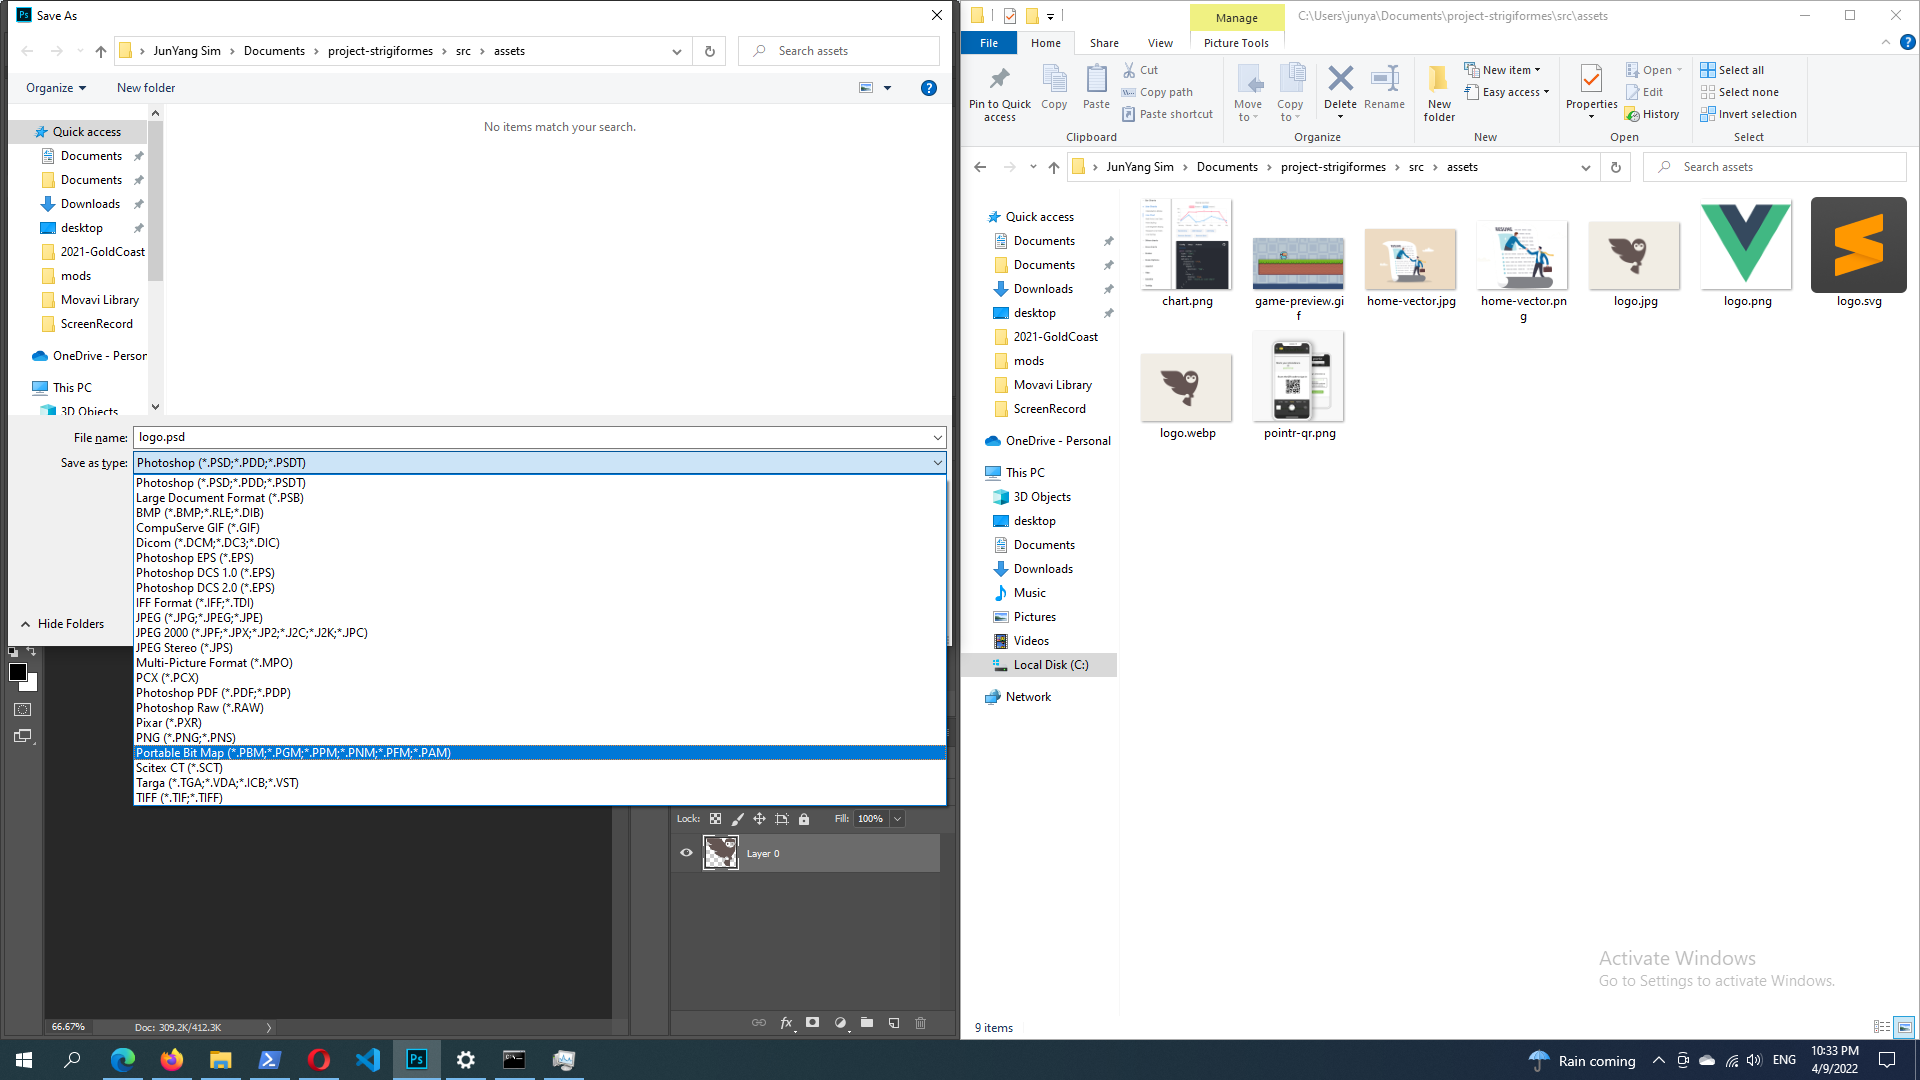 Save As
JunYang Sim > Documents > project-strigiformes > src > assets
Search assets
Organize
New folder
No items match your search.
Quick access
Documents
Documents
Downloads
desktop
2021-GoldCoast
mods
Movavi Library
ScreenRecord
OneDrive - Person
This PC
3D Objects
File name: logo.psd
Save as type: Photoshop (*.PSD;*.PDD;*.PSDT)
Photoshop (*.PSD;*.PDD;*.PSDT)
Large Document Format (*.PSB)
BMP (*.BMP;*.RLE;*.DIB)
CompuServe GIF (*.GIF)
Dicom (*.DCM;*.DC3;*.DIC)
Photoshop EPS (*.EPS)
Photoshop DCS 1.0 (*.EPS)
Photoshop DCS 2.0 (*.EPS)
IFF Format (*.IFF;*.TDI)
JPEG (*.JPG;*.JPEG;*.JPE)
JPEG 2000 (*.JPF;*.JPX;*.JP2;*.J2C;*.J2K;*.JPC)
JPEG Stereo (*.JPS)
Multi-Picture Format (*.MPO)
PCX (*.PCX)
Photoshop PDF (*.PDF;*.PDP)
Photoshop Raw (*.RAW)
Pixar (*.PXR)
PNG (*.PNG;*.PNS)
Portable Bit Map (*.PBM;*.PGM;*.PPM;*.PNM;*.PFM;*.PAM)
Scitex CT (*.SCT)
Targa (*.TGA;*.VDA;*.ICB;*.VST)
TIFF (*.TIF;*.TIFF)
Hide Folders
Lock:
Fill: 100%
Layer 0
fx
66.67%
Doc: 309.2K/412.3K
Manage
C:\Users\junya\Documents\project-strigiformes\src\assets
File
Home
Share
View
Picture Tools
Pin to Quick access
Copy
Paste
Cut
Copy path
Paste shortcut
Clipboard
Move to
Copy to
Delete
Rename
Organize
New folder
New item
Easy access
New
Properties
Open
Edit
History
Open
Select all
Select none
Invert selection
Select
JunYang Sim > Documents > project-strigiformes > src > assets
Search assets
Quick access
Documents
Documents
Downloads
desktop
2021-GoldCoast
mods
Movavi Library
ScreenRecord
OneDrive - Personal
This PC
3D Objects
desktop
Documents
Downloads
Music
Pictures
Videos
Local Disk (C:)
Network
chart.png
game-preview.gif
home-vector.jpg
home-vector.png
logo.jpg
logo.png
logo.svg
logo.webp
pointr-qr.png
RESUME
RESUME
Activate Windows
Go to Settings to activate Windows.
9 items
Ps
Rain coming
ENG
10:33 PM
4/9/2022